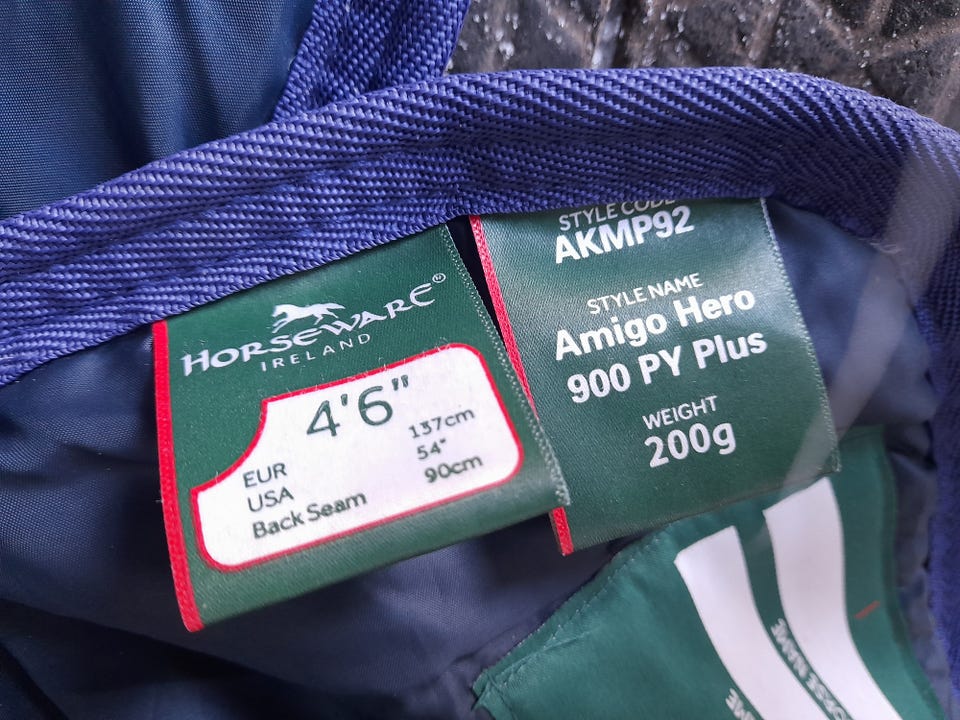 HORSEWARE®
IRELAND
4'6"
EUR 137cm
USA 54"
Back Seam 90cm
STYLE CODE
AKMP92
STYLE NAME
Amigo Hero
900 PY Plus
WEIGHT
200g
NAME